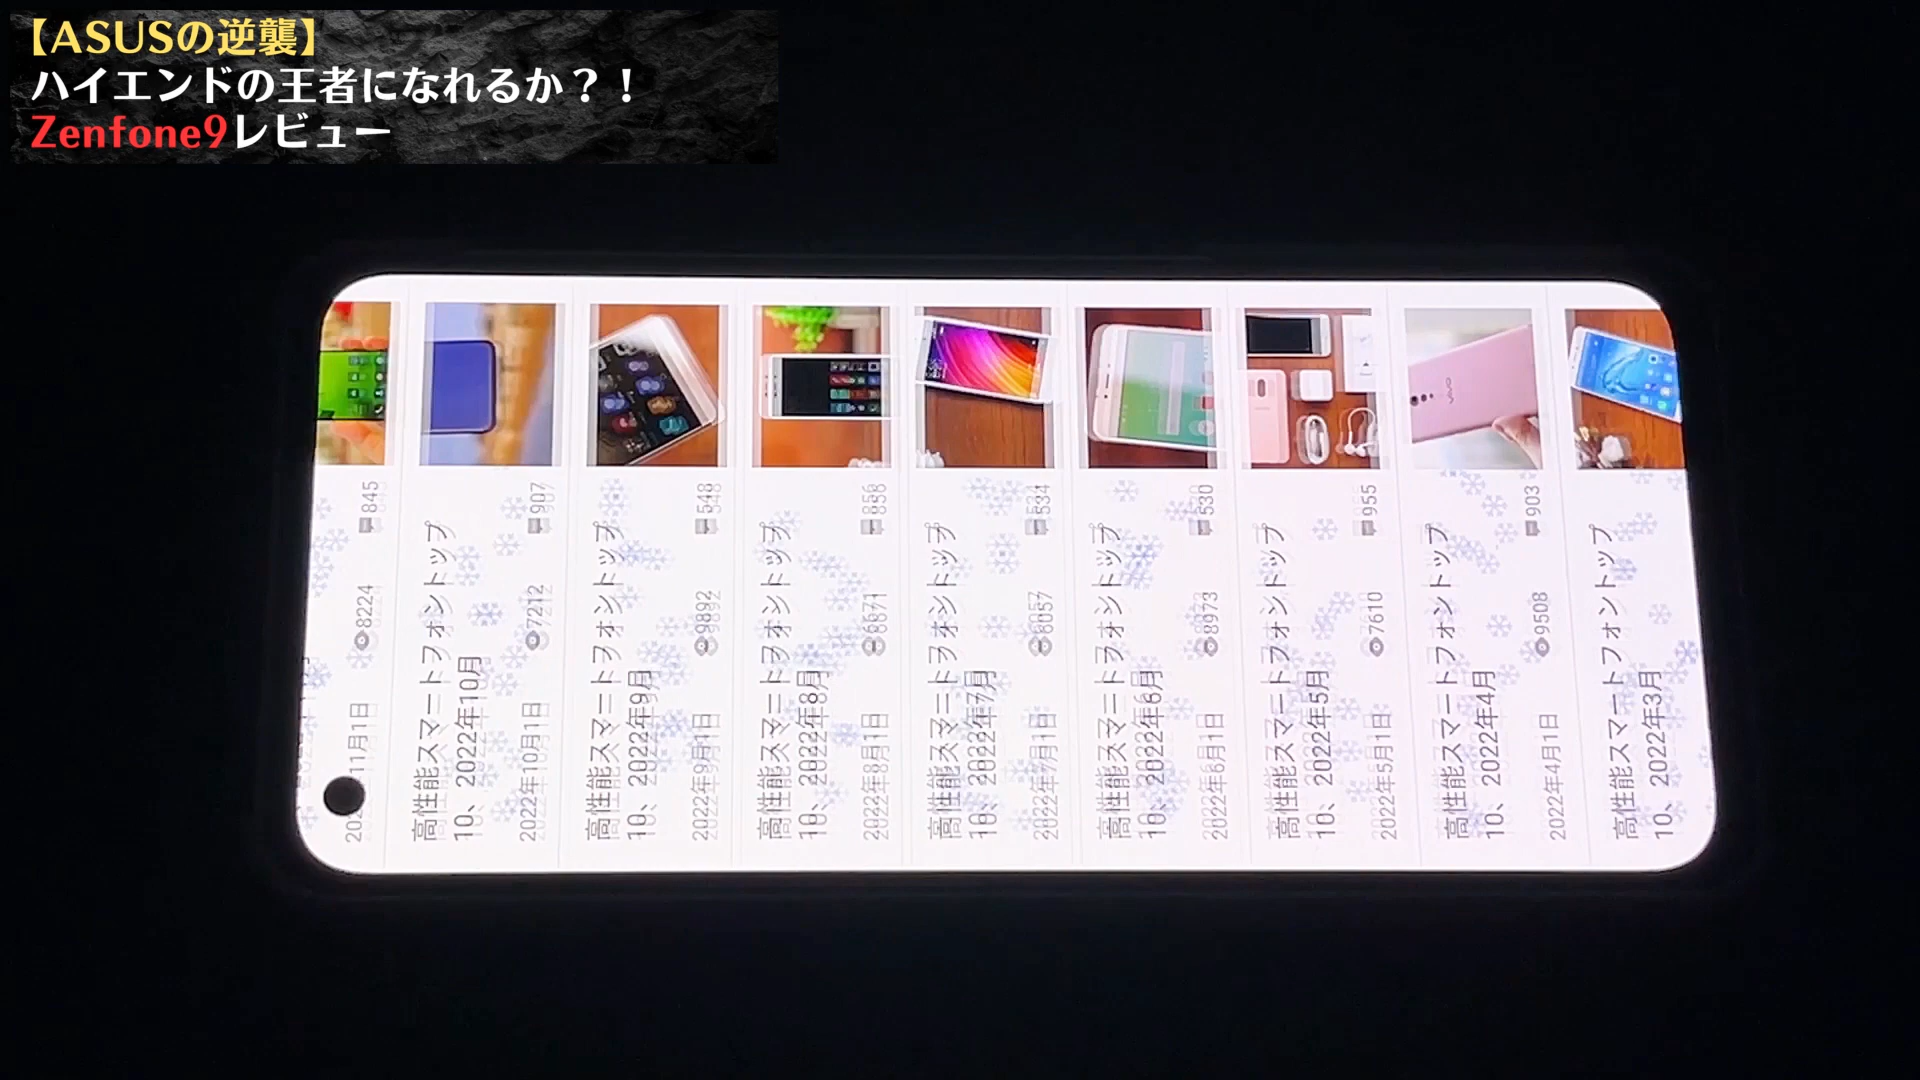 【ASUSの逆襲】
ハイエンドの王者になれるか？！
Zenfone9レビュー
11月1日
8224
845
高性能スマートフォントップ
10、2022年10月
2022年10月1日
7212
907
高性能スマートフォントップ
10、2022年9月
2022年9月1日
9892
548
高性能スマートフォントップ
10、2022年8月
2022年8月1日
6671
856
高性能スマートフォントップ
10、2022年7月
2022年7月1日
6057
534
高性能スマートフォントップ
10、2022年6月
2022年6月1日
8973
530
高性能スマートフォントップ
10、2022年5月
2022年5月1日
7610
955
高性能スマートフォントップ
10、2022年4月
2022年4月1日
9508
903
高性能スマートフォントップ
10、2022年3月
vivo